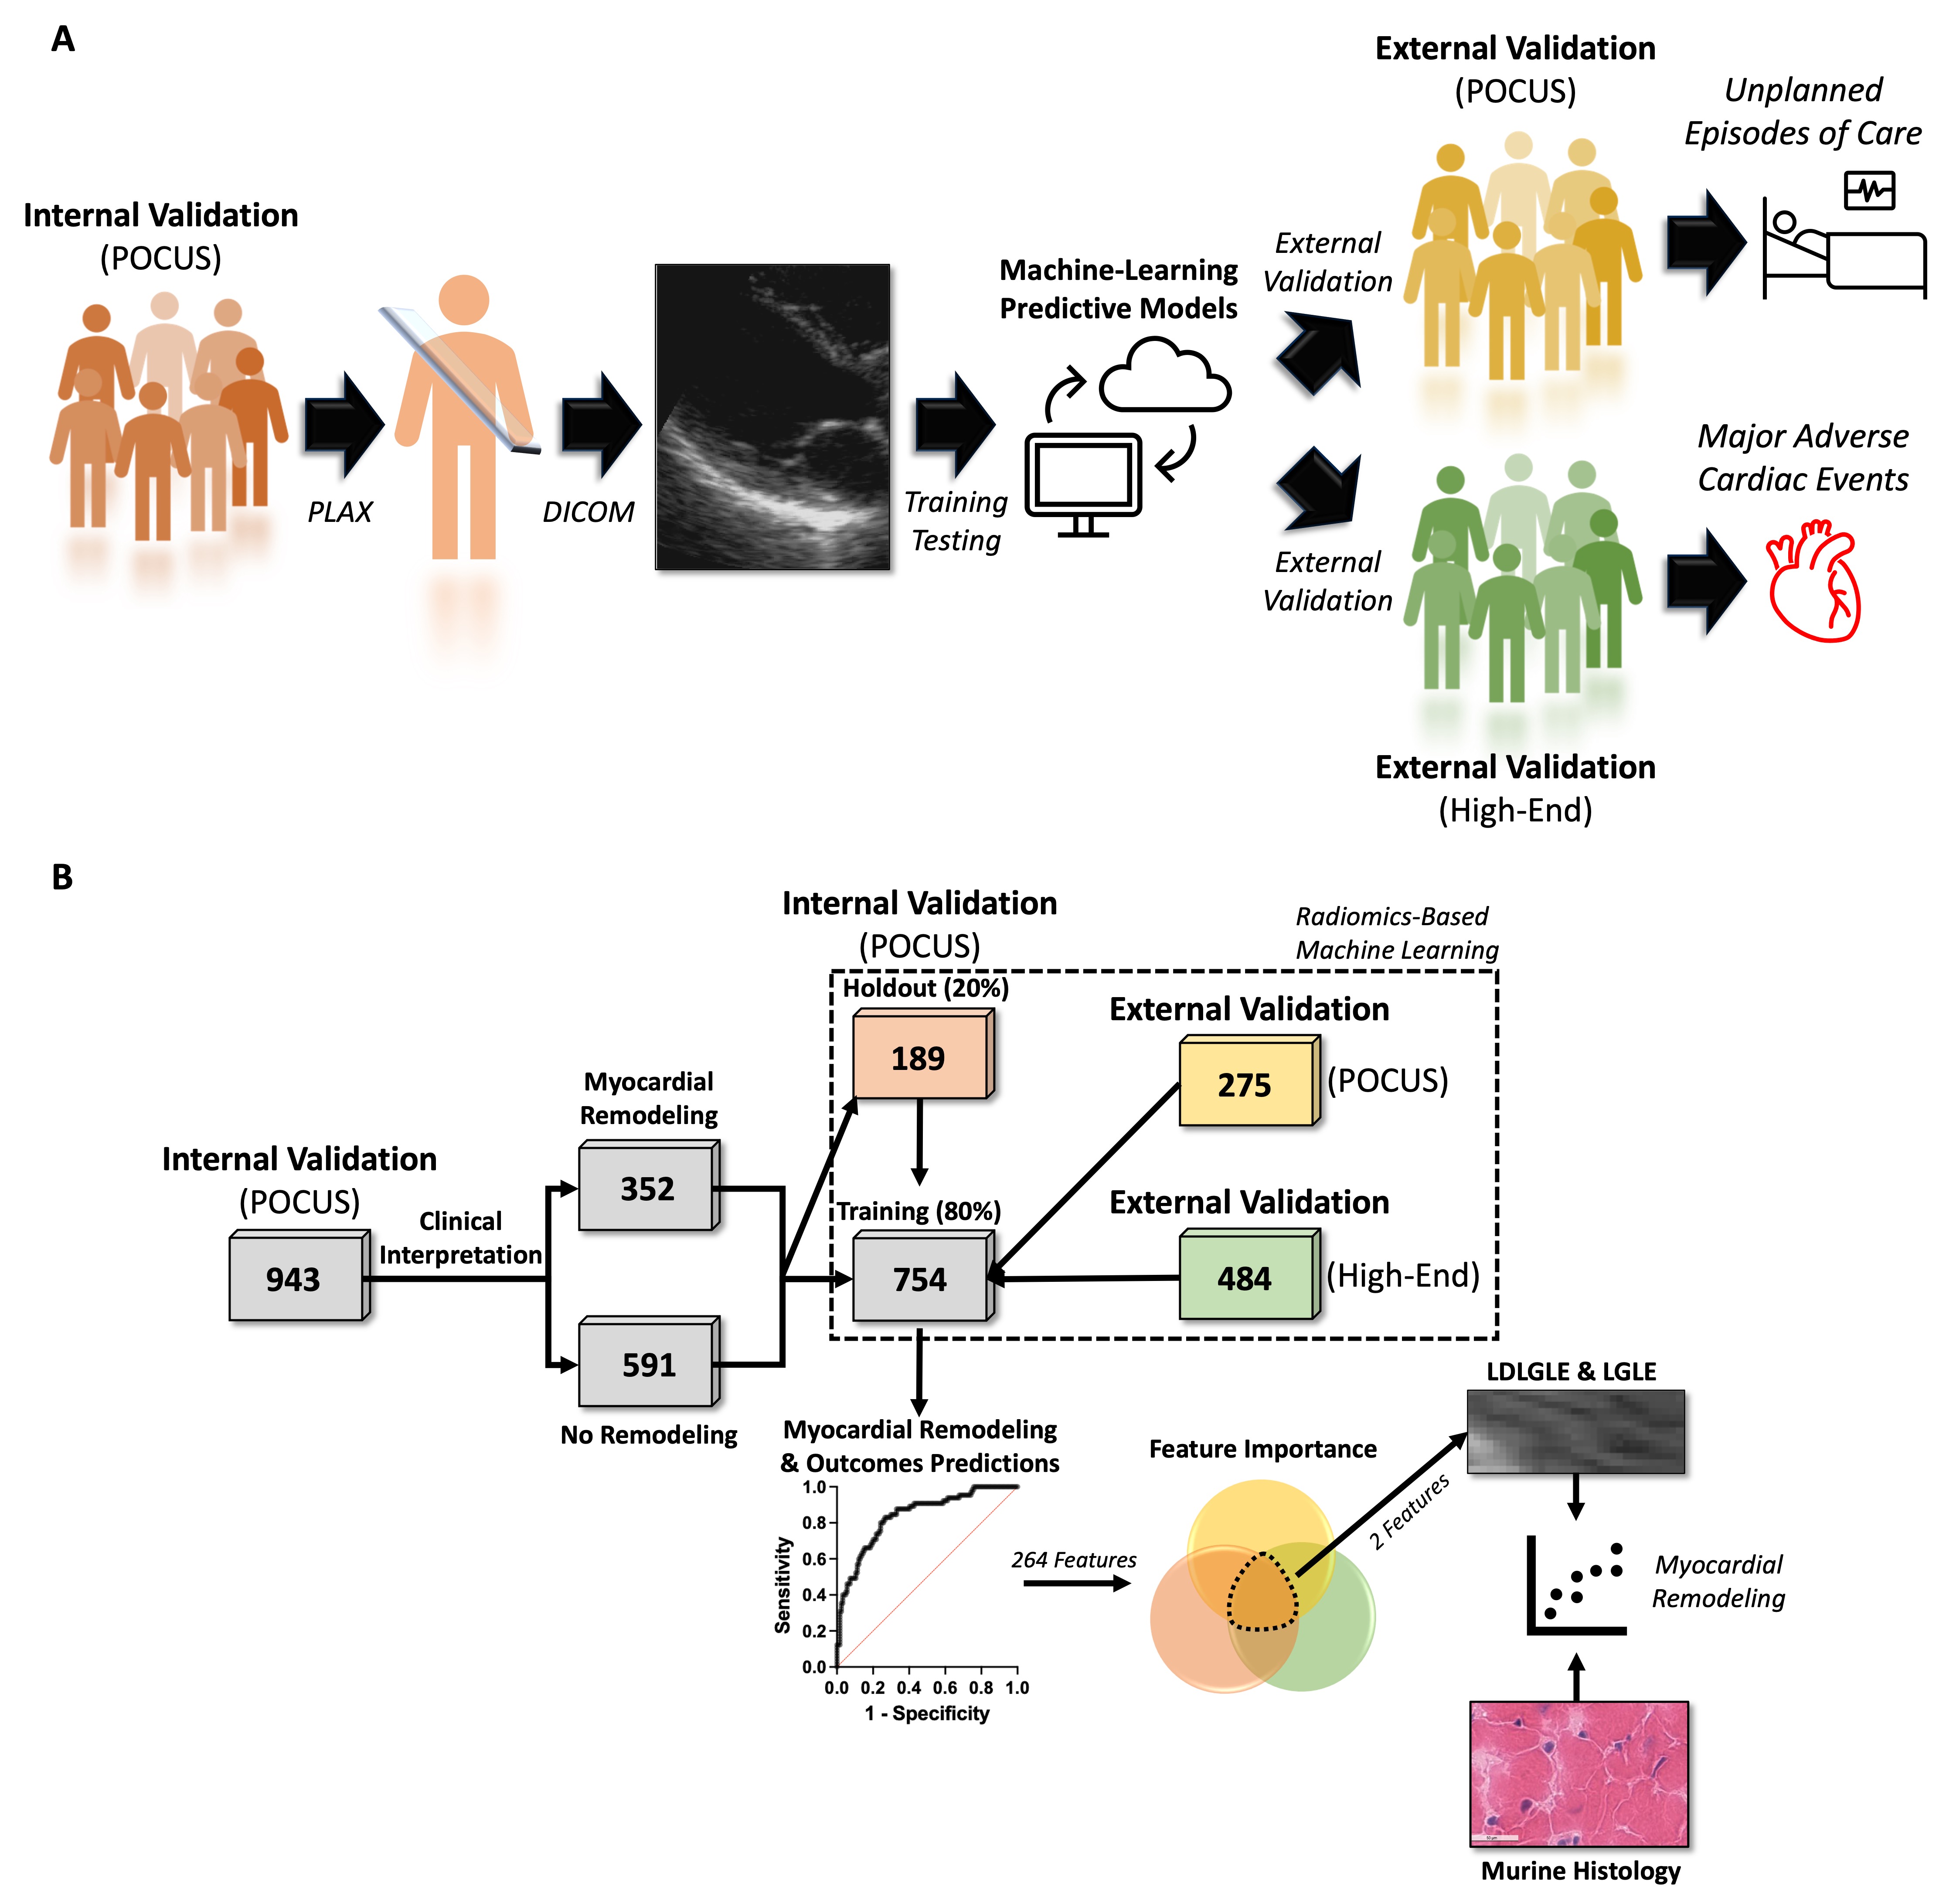 A
Internal Validation
(POCUS)
PLAX
DICOM
Training
Testing
Machine-Learning
Predictive Models
External
Validation
External
Validation
External Validation
(POCUS)
Unplanned
Episodes of Care
Major Adverse
Cardiac Events
External Validation
(High-End)
B
Internal Validation
(POCUS)
943
Clinical
Interpretation
Myocardial
Remodeling
352
591
No Remodeling
Internal Validation
(POCUS)
Radiomics-Based
Machine Learning
Holdout (20%)
189
Training (80%)
754
External Validation
275
(POCUS)
External Validation
484
(High-End)
Myocardial Remodeling
& Outcomes Predictions
Sensitivity
1.0
0.8
0.6
0.4
0.2
0.0
0.0 0.2 0.4 0.6 0.8 1.0
1 - Specificity
264 Features
Feature Importance
2 Features
LDLGLE & LGLE
Myocardial
Remodeling
Murine Histology